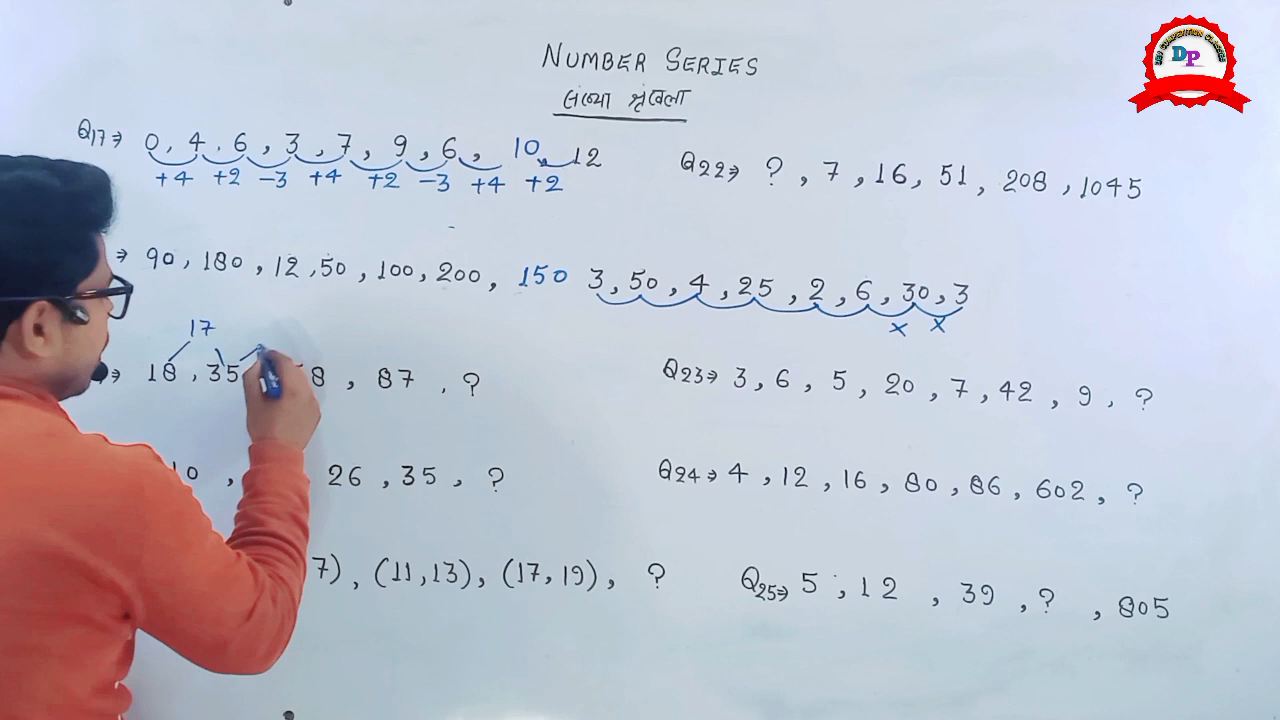 NUMBER SERIES
संख्या श्रृंखला
DP
Q17⇒ 0, 4, 6, 3, 7, 9, 6, 10, 12
+4 +2 -3 +4 +2 -3 +4 +2
Q22⇒ ?, 7, 16, 51, 208, 1045
⇒ 90, 180, 12, 50, 100, 200, 150 3, 50, 4, 25, 2, 6, 30, 3
x x
17
⇒ 18, 35 8, 87, ?
Q23⇒ 3, 6, 5, 20, 7, 42, 9, ?
10, 26, 35, ?
Q24⇒ 4, 12, 16, 80, 86, 602, ?
7), (11, 13), (17, 19), ?
Q25⇒ 5, 12, 39, ?, 805